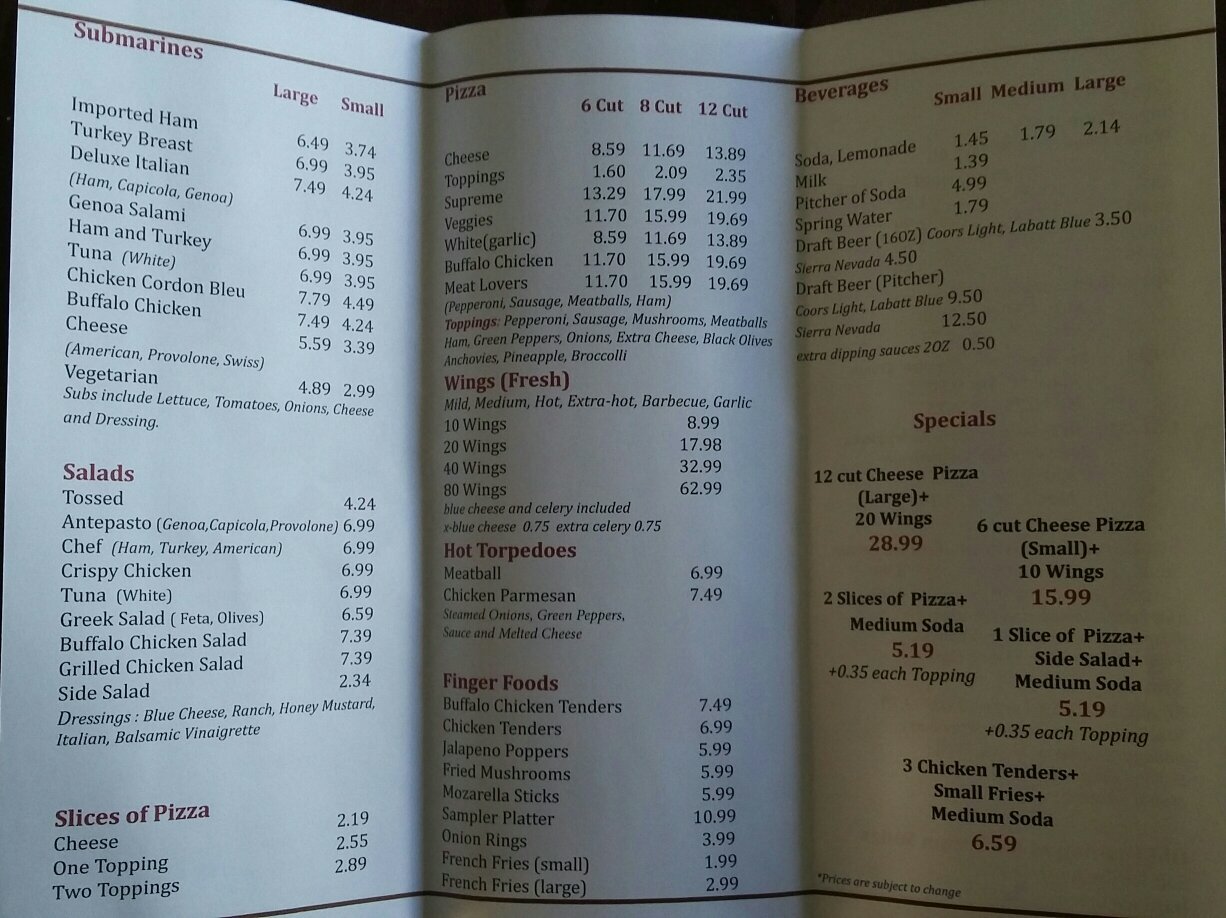 Submarines
Large Small
Imported Ham 6.49 3.74
Turkey Breast 6.99 3.95
Deluxe Italian 7.49 4.24
(Ham, Capicola, Genoa)
Genoa Salami 6.99 3.95
Ham and Turkey 6.99 3.95
Tuna (White) 6.99 3.95
Chicken Cordon Bleu 7.79 4.49
Buffalo Chicken 7.49 4.24
Cheese 5.59 3.39
(American, Provolone, Swiss)
Vegetarian 4.89 2.99
Subs include Lettuce, Tomatoes, Onions, Cheese
and Dressing.
Salads
Tossed 4.24
Antepasto (Genoa,Capicola,Provolone) 6.99
Chef (Ham, Turkey, American) 6.99
Crispy Chicken 6.99
Tuna (White) 6.99
Greek Salad ( Feta, Olives) 6.59
Buffalo Chicken Salad 7.39
Grilled Chicken Salad 7.39
Side Salad 2.34
Dressings : Blue Cheese, Ranch, Honey Mustard,
Italian, Balsamic Vinaigrette
Slices of Pizza
Cheese 2.19
One Topping 2.55
Two Toppings 2.89
Pizza 6 Cut 8 Cut 12 Cut
Cheese 8.59 11.69 13.89
Toppings 1.60 2.09 2.35
Supreme 13.29 17.99 21.99
Veggies 11.70 15.99 19.69
White(garlic) 8.59 11.69 13.89
Buffalo Chicken 11.70 15.99 19.69
Meat Lovers 11.70 15.99 19.69
(Pepperoni, Sausage, Meatballs, Ham)
Toppings: Pepperoni, Sausage, Mushrooms, Meatballs
Ham, Green Peppers, Onions, Extra Cheese, Black Olives
Anchovies, Pineapple, Broccolli
Wings (Fresh)
Mild, Medium, Hot, Extra-hot, Barbecue, Garlic
10 Wings 8.99
20 Wings 17.98
40 Wings 32.99
80 Wings 62.99
blue cheese and celery included
x-blue cheese 0.75 extra celery 0.75
Hot Torpedoes
Meatball 6.99
Chicken Parmesan 7.49
Steamed Onions, Green Peppers,
Sauce and Melted Cheese
Finger Foods
Buffalo Chicken Tenders 7.49
Chicken Tenders 6.99
Jalapeno Poppers 5.99
Fried Mushrooms 5.99
Mozarella Sticks 5.99
Sampler Platter 10.99
Onion Rings 3.99
French Fries (small) 1.99
French Fries (large) 2.99
Beverages Small Medium Large
Soda, Lemonade 1.45 1.79 2.14
Milk 1.39
Pitcher of Soda 4.99
Spring Water 1.79
Draft Beer (16OZ) Coors Light, Labatt Blue 3.50
Sierra Nevada 4.50
Draft Beer (Pitcher)
Coors Light, Labatt Blue 9.50
Sierra Nevada 12.50
extra dipping sauces 2OZ 0.50
Specials
12 cut Cheese Pizza
(Large)+
20 Wings
28.99
6 cut Cheese Pizza
(Small)+
10 Wings
15.99
2 Slices of Pizza+
Medium Soda
5.19
+0.35 each Topping
1 Slice of Pizza+
Side Salad+
Medium Soda
5.19
+0.35 each Topping
3 Chicken Tenders+
Small Fries+
Medium Soda
6.59
*Prices are subject to change